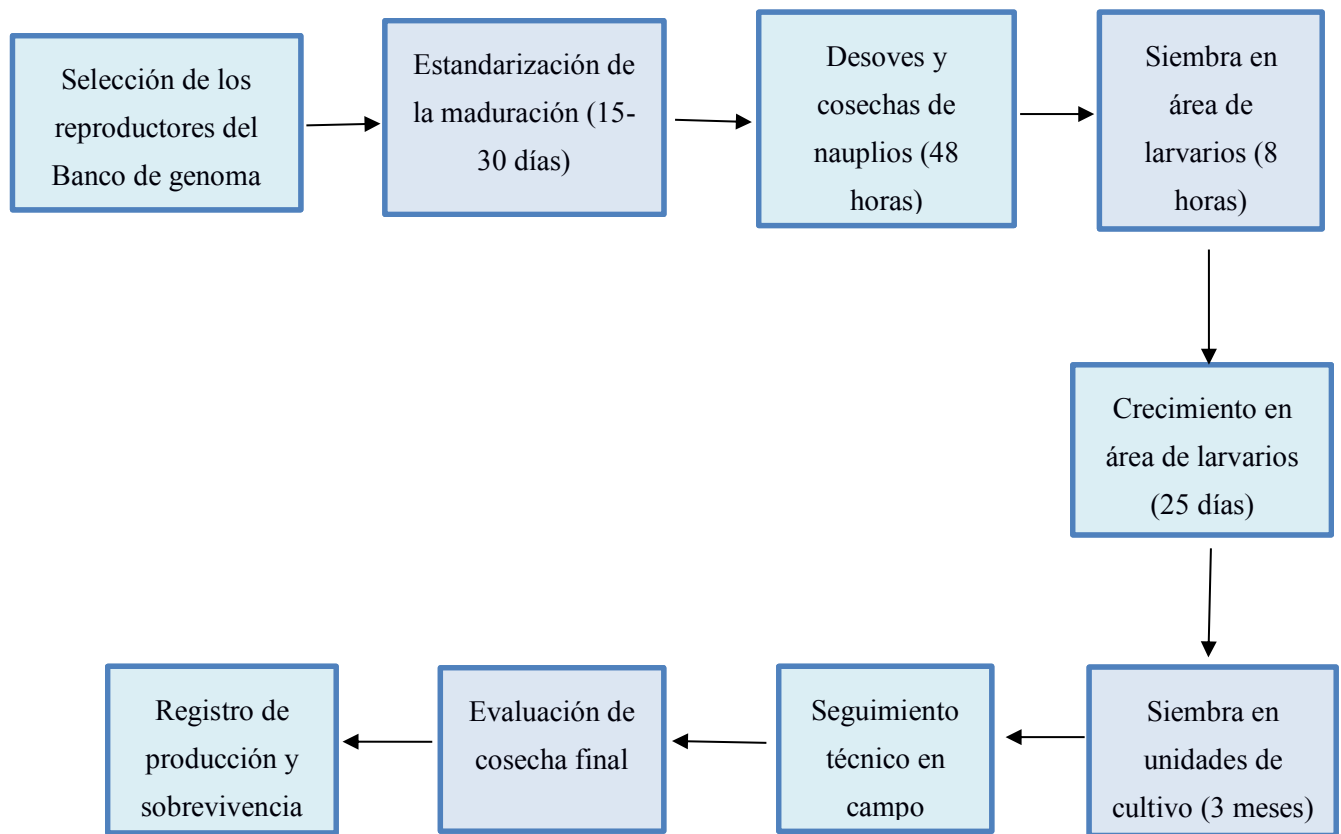 Selección de los
reproductores del
Banco de genoma
Estandarización de
la maduración (15-
30 días)
Desoves y
cosechas de
nauplios (48
horas)
Siembra en
área de
larvarios (8
horas)
Crecimiento en
área de larvarios
(25 días)
Siembra en
unidades de
cultivo (3 meses)
Seguimiento
técnico en
campo
Evaluación de
cosecha final
Registro de
producción y
sobrevivencia